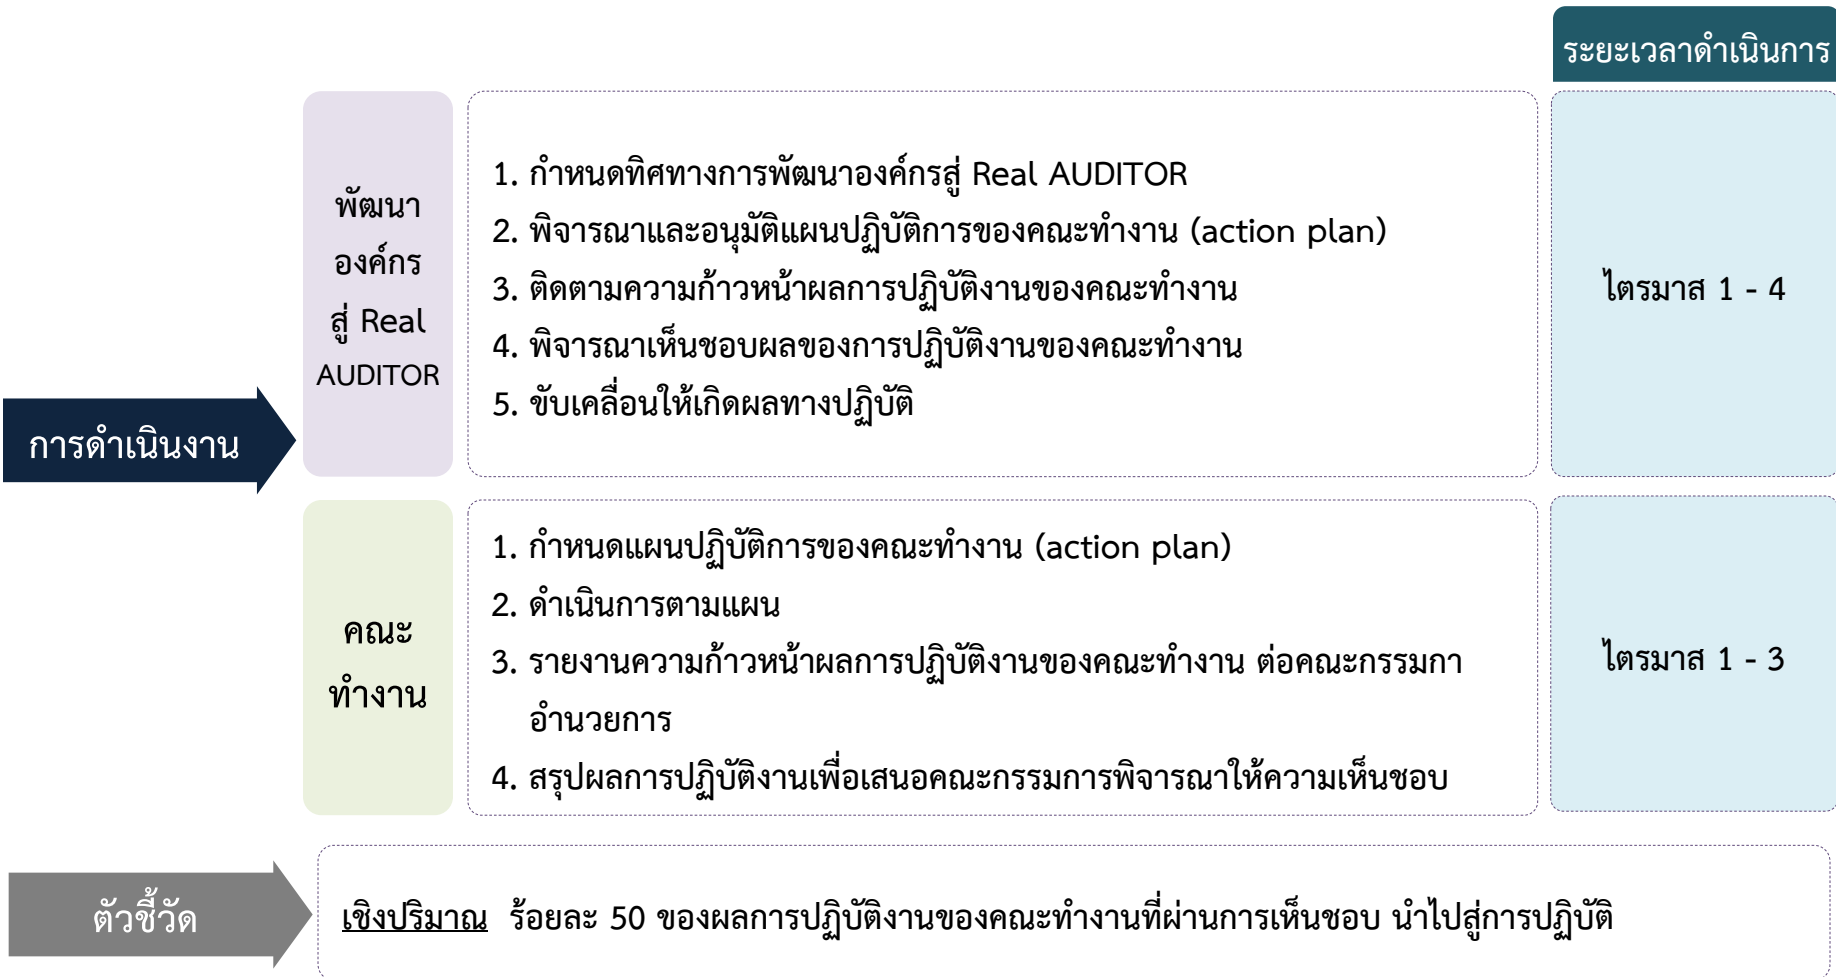 ระยะเวลาดำเนินการ
การดำเนินงาน
พัฒนา
องค์กร
สู่ Real
AUDITOR
1. กำหนดทิศทางการพัฒนาองค์กรสู่ Real AUDITOR
2. พิจารณาและอนุมัติแผนปฏิบัติการของคณะทำงาน (action plan)
3. ติดตามความก้าวหน้าผลการปฏิบัติงานของคณะทำงาน
4. พิจารณาเห็นชอบผลของการปฏิบัติงานของคณะทำงาน
5. ขับเคลื่อนให้เกิดผลทางปฏิบัติ
ไตรมาส 1 - 4
คณะ
ทำงาน
1. กำหนดแผนปฏิบัติการของคณะทำงาน (action plan)
2. ดำเนินการตามแผน
3. รายงานความก้าวหน้าผลการปฏิบัติงานของคณะทำงาน ต่อคณะกรรมกา
อำนวยการ
4. สรุปผลการปฏิบัติงานเพื่อเสนอคณะกรรมการพิจารณาให้ความเห็นชอบ
ไตรมาส 1 - 3
ตัวชี้วัด
เชิงปริมาณ ร้อยละ 50 ของผลการปฏิบัติงานของคณะทำงานที่ผ่านการเห็นชอบ นำไปสู่การปฏิบัติ